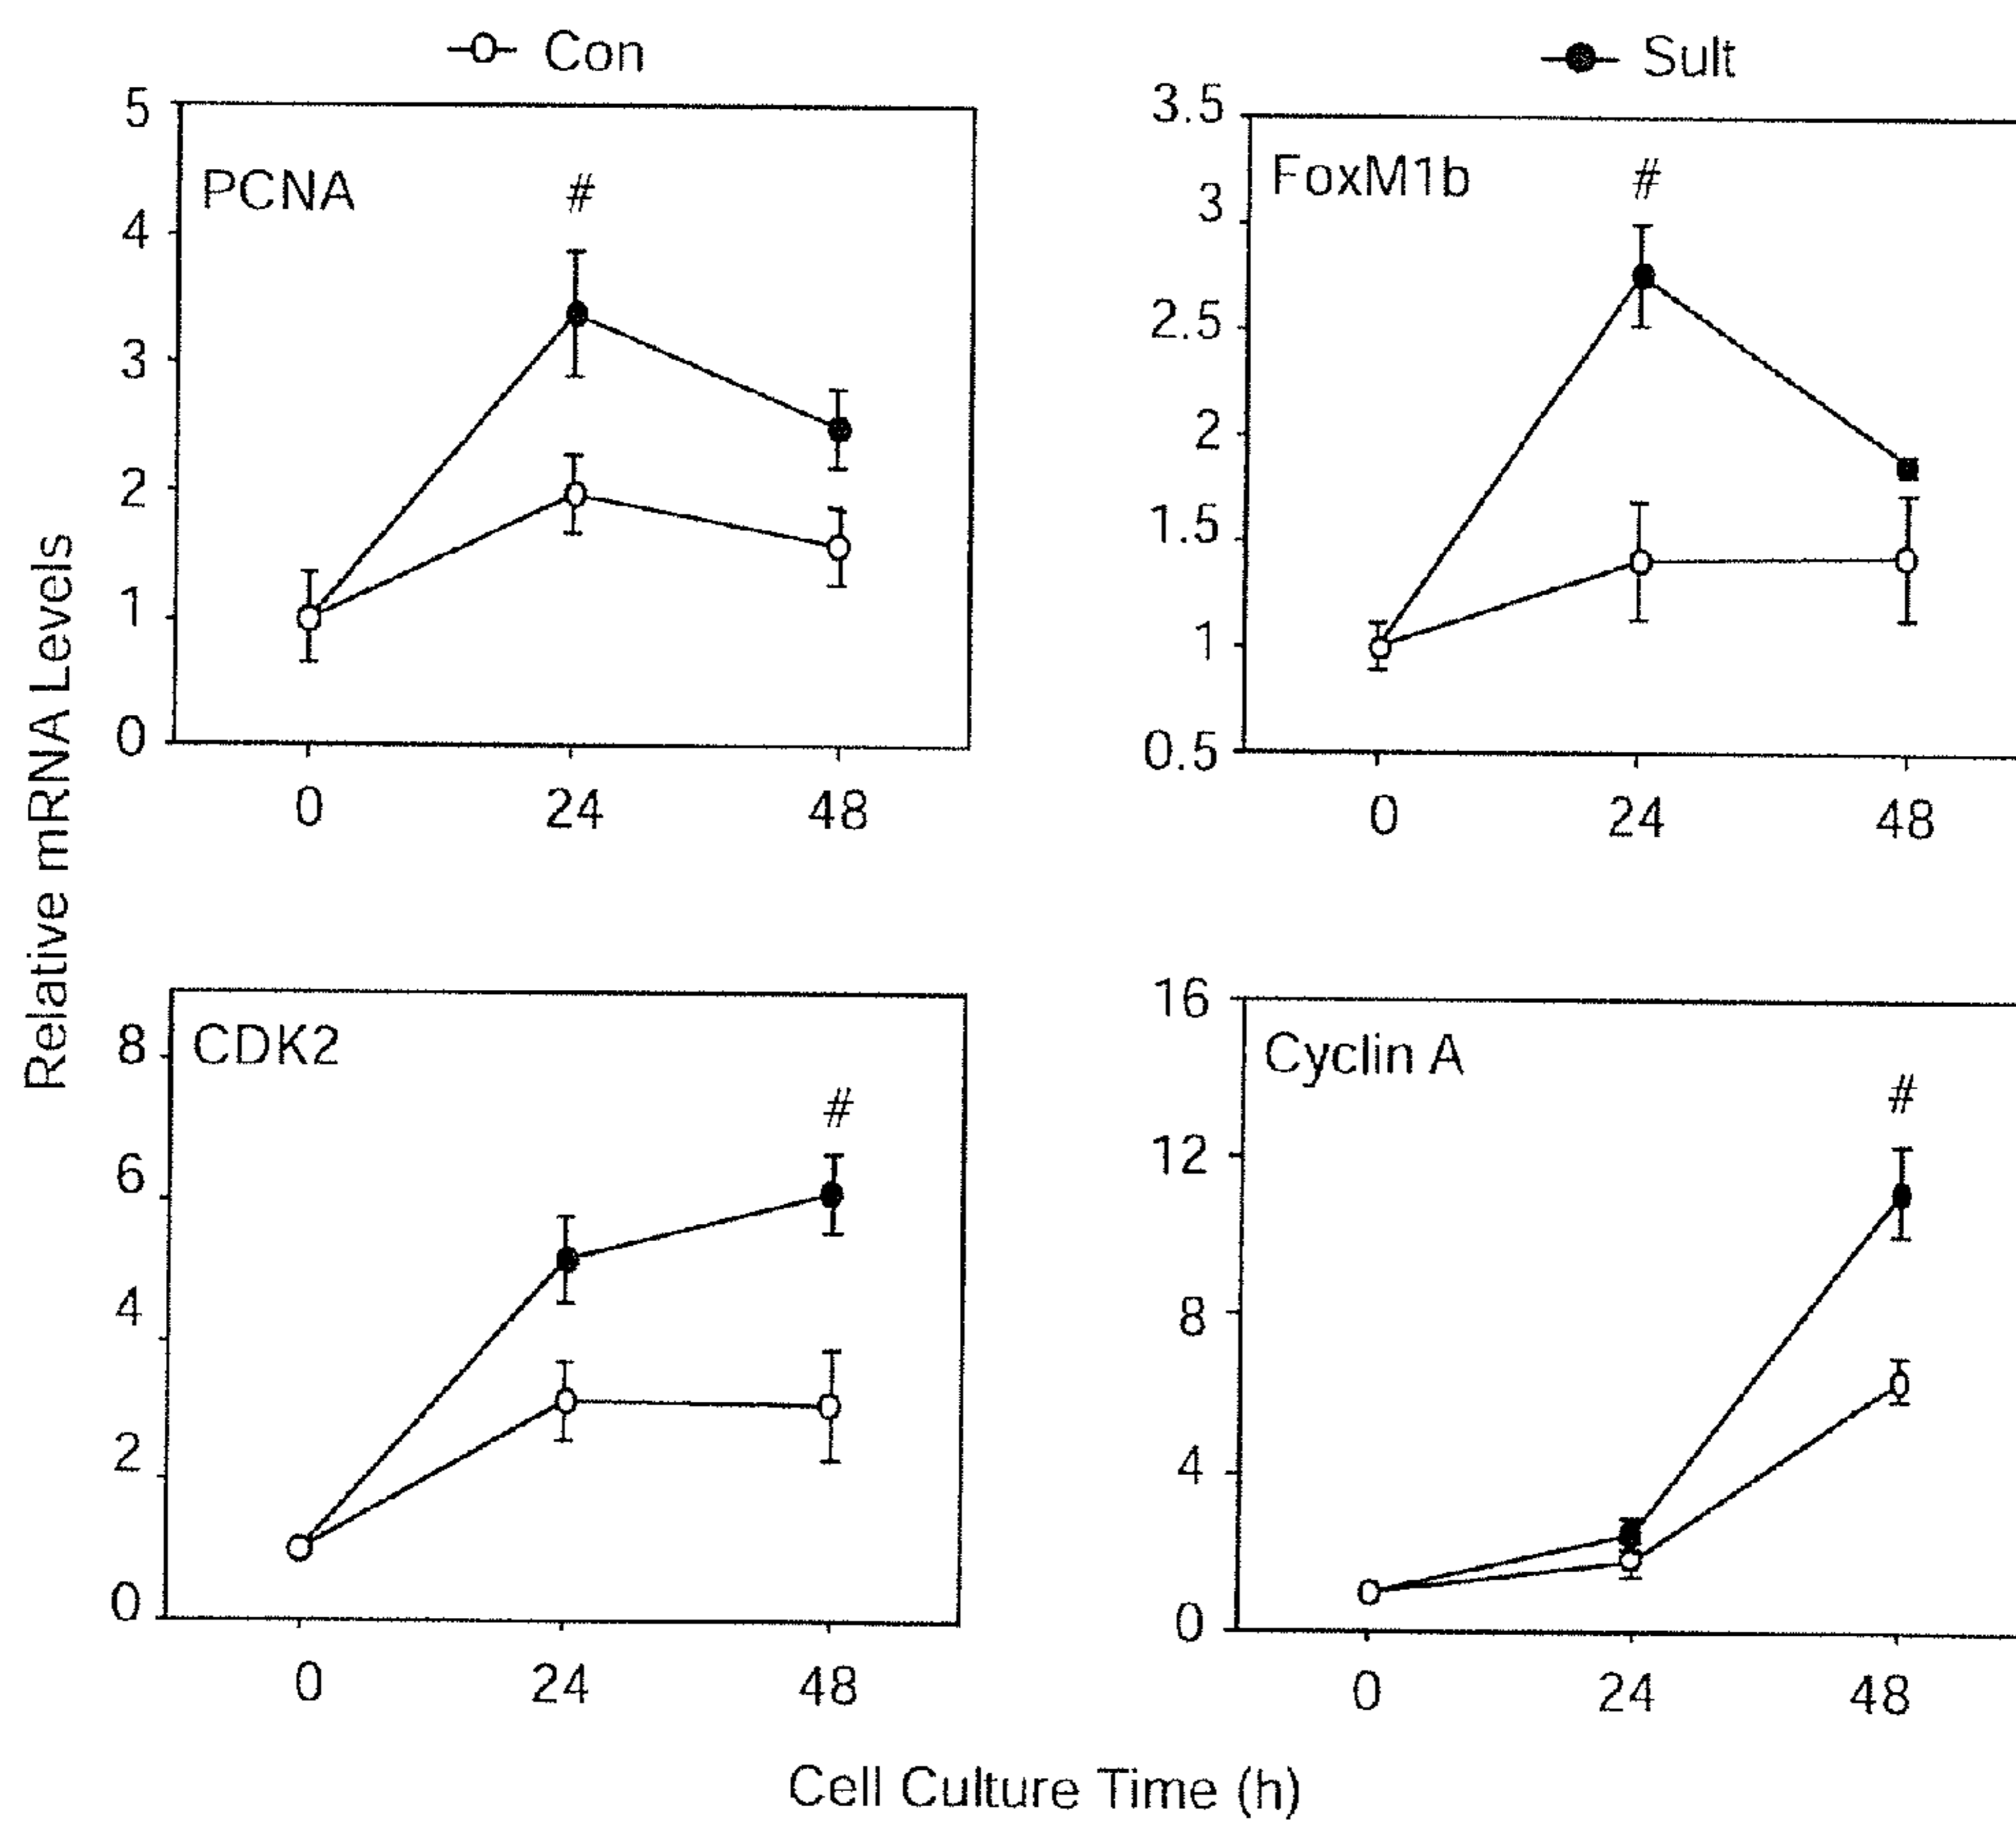 Con
Sult
Relative mRNA Levels
5
PCNA
#
4
3
2
1
0
0 24 48
3.5
FoxM1b
#
3
2.5
2
1.5
1
0.5
0 24 48
8
CDK2
#
6
4
2
0
0 24 48
16
Cyclin A
#
12
8
4
0
0 24 48
Cell Culture Time (h)